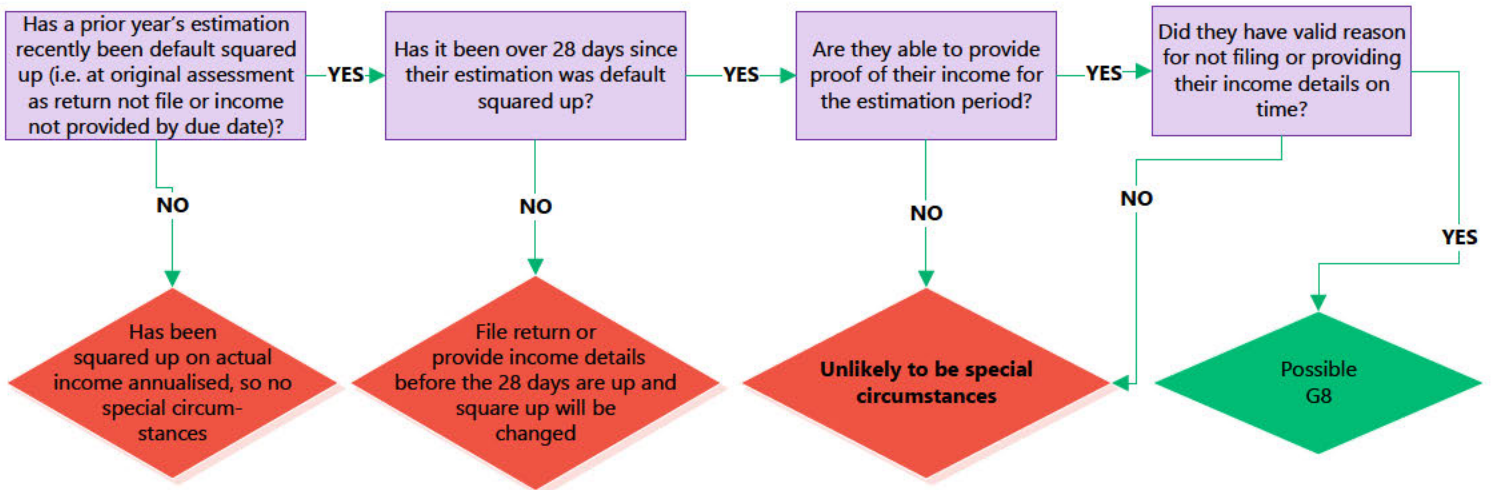 Has a prior year's estimation
recently been default squared
up (i.e. at original assessment
as return not file or income
not provided by due date)?
YES
Has it been over 28 days since
their estimation was default
squared up?
YES
Are they able to provide
proof of their income for
the estimation period?
YES
Did they have valid reason
for not filing or providing
their income details on
time?
NO
NO
NO
NO
YES
Has been
squared up on actual
income annualised, so no
special circum-
stances
File return or
provide income details
before the 28 days are up and
square up will be
changed
Unlikely to be special
circumstances
Possible
G8